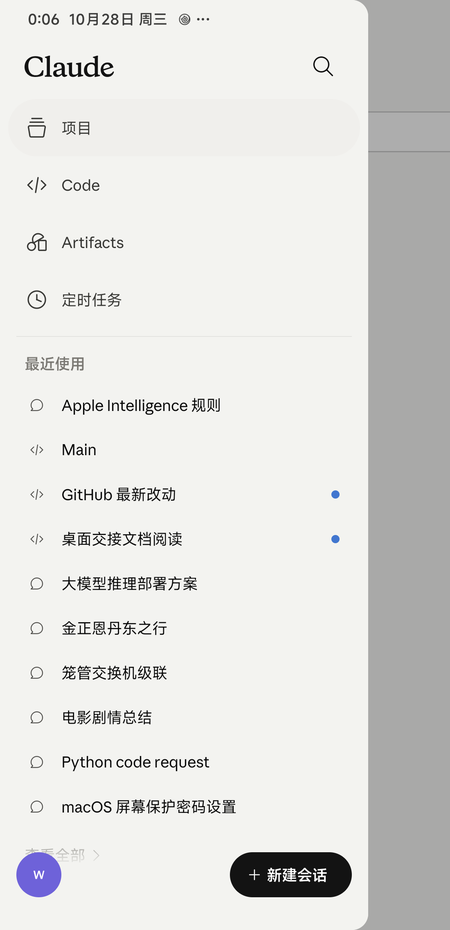 0:06 10月28日 周三
Claude
项目
Code
Artifacts
定时任务
最近使用
Apple Intelligence 规则
Main
GitHub 最新改动
桌面交接文档阅读
大模型推理部署方案
金正恩丹东之行
笼管交换机级联
电影剧情总结
Python code request
macOS 屏幕保护密码设置
查看全部
W
+ 新建会话